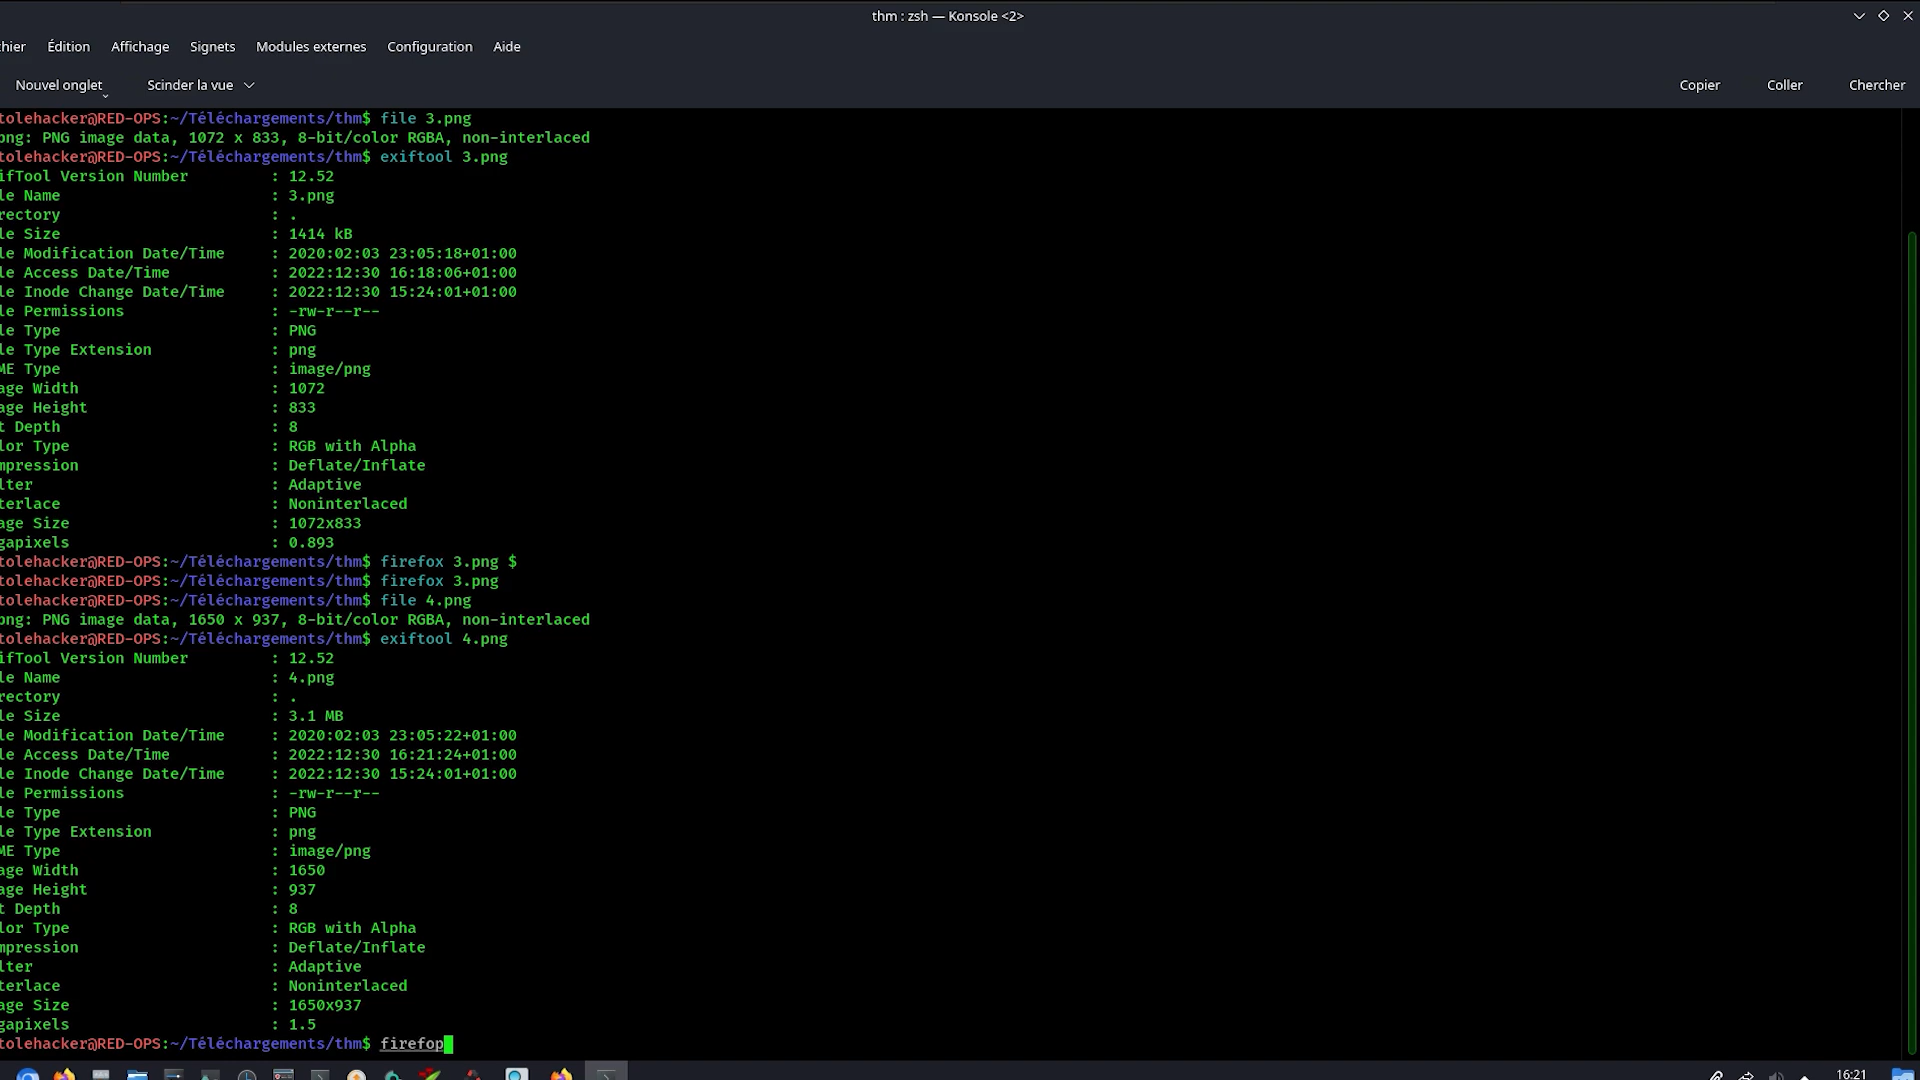 thm : zsh — Konsole <2>
hier Édition Affichage Signets Modules externes Configuration Aide
Nouvel onglet Scinder la vue Copier Coller Chercher
tolehacker@RED-OPS:~/Téléchargements/thm$ file 3.png
png: PNG image data, 1072 x 833, 8-bit/color RGBA, non-interlaced
tolehacker@RED-OPS:~/Téléchargements/thm$ exiftool 3.png
ifTool Version Number : 12.52
le Name : 3.png
rectory : .
le Size : 1414 kB
le Modification Date/Time : 2020:02:03 23:05:18+01:00
le Access Date/Time : 2022:12:30 16:18:06+01:00
le Inode Change Date/Time : 2022:12:30 15:24:01+01:00
le Permissions : -rw-r--r--
le Type : PNG
le Type Extension : png
ME Type : image/png
age Width : 1072
age Height : 833
t Depth : 8
lor Type : RGB with Alpha
mpression : Deflate/Inflate
lter : Adaptive
terlace : Noninterlaced
age Size : 1072x833
gapixels : 0.893
tolehacker@RED-OPS:~/Téléchargements/thm$ firefox 3.png $
tolehacker@RED-OPS:~/Téléchargements/thm$ firefox 3.png
tolehacker@RED-OPS:~/Téléchargements/thm$ file 4.png
png: PNG image data, 1650 x 937, 8-bit/color RGBA, non-interlaced
tolehacker@RED-OPS:~/Téléchargements/thm$ exiftool 4.png
ifTool Version Number : 12.52
le Name : 4.png
rectory : .
le Size : 3.1 MB
le Modification Date/Time : 2020:02:03 23:05:22+01:00
le Access Date/Time : 2022:12:30 16:21:24+01:00
le Inode Change Date/Time : 2022:12:30 15:24:01+01:00
le Permissions : -rw-r--r--
le Type : PNG
le Type Extension : png
ME Type : image/png
age Width : 1650
age Height : 937
t Depth : 8
lor Type : RGB with Alpha
mpression : Deflate/Inflate
lter : Adaptive
terlace : Noninterlaced
age Size : 1650x937
gapixels : 1.5
tolehacker@RED-OPS:~/Téléchargements/thm$ firefop
16:21